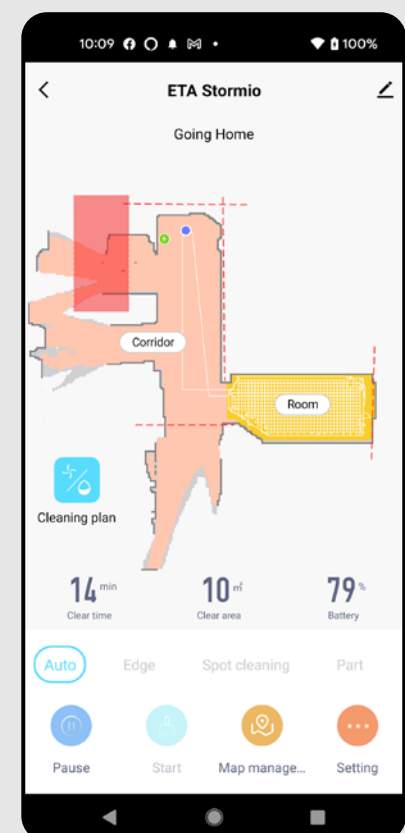 10:09 100%
ETA Stormio
Going Home
Corridor
Room
Cleaning plan
14 min 10 ㎡ 79 %
Clear time Clear area Battery
Auto Edge Spot cleaning Part
Pause Start Map manage... Setting